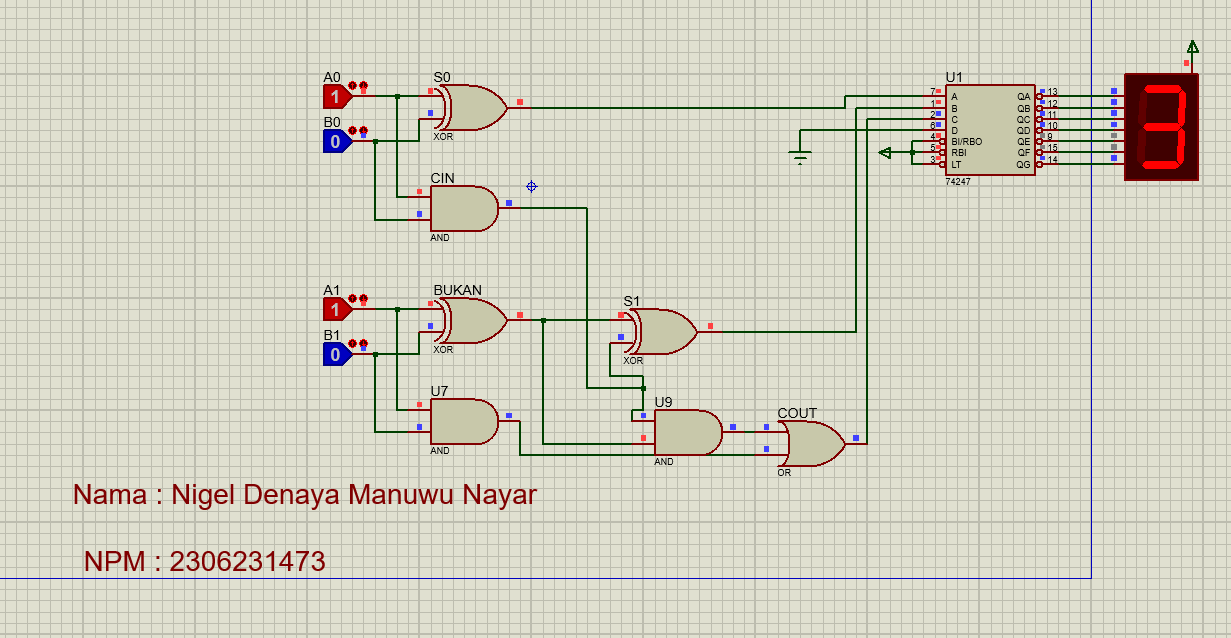 A0
1
B0
0
S0
XOR
CIN
AND
A1
1
B1
0
BUKAN
XOR
U7
AND
S1
XOR
U9
AND
COUT
OR
U1
7 A QA 13
1 B QB 12
2 C QC 11
6 D QD 10
4 BI/RBO QE 9
5 RBI QF 15
3 LT QG 14
74247
3
Nama : Nigel Denaya Manuwu Nayar
NPM : 2306231473